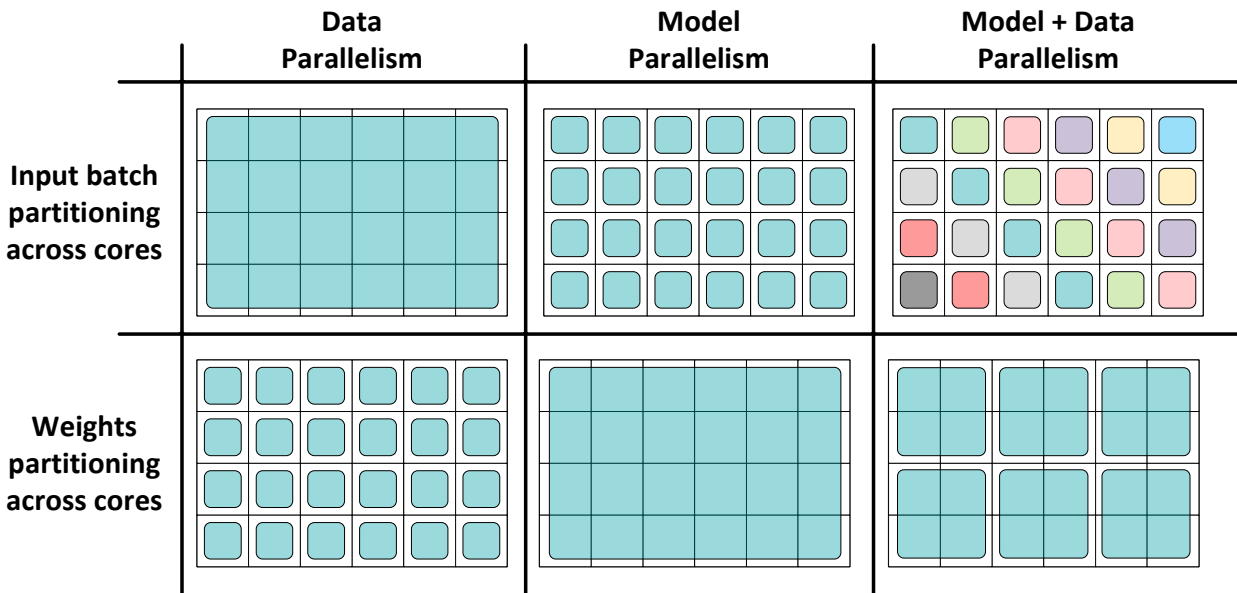 Data
Parallelism
Model
Parallelism
Model + Data
Parallelism
Input batch
partitioning
across cores
Weights
partitioning
across cores